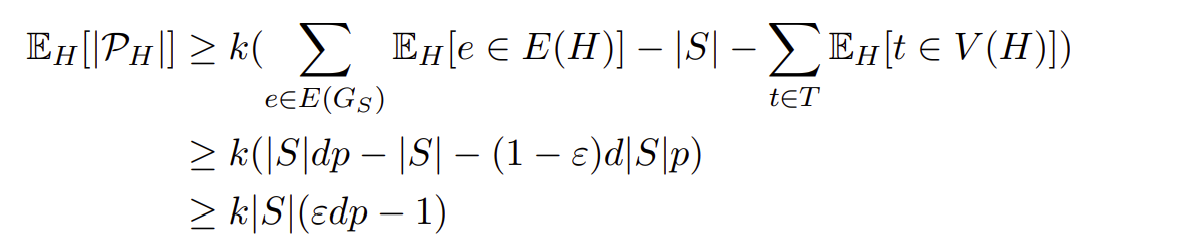 𝔼_H[|𝒫_H|] ≥ k( ∑_{e∈E(G_S)} 𝔼_H[e ∈ E(H)] − |S| − ∑_{t∈T} 𝔼_H[t ∈ V(H)])
≥ k(|S|dp − |S| − (1 − ε)d|S|p)
≥ k|S|(εdp − 1)